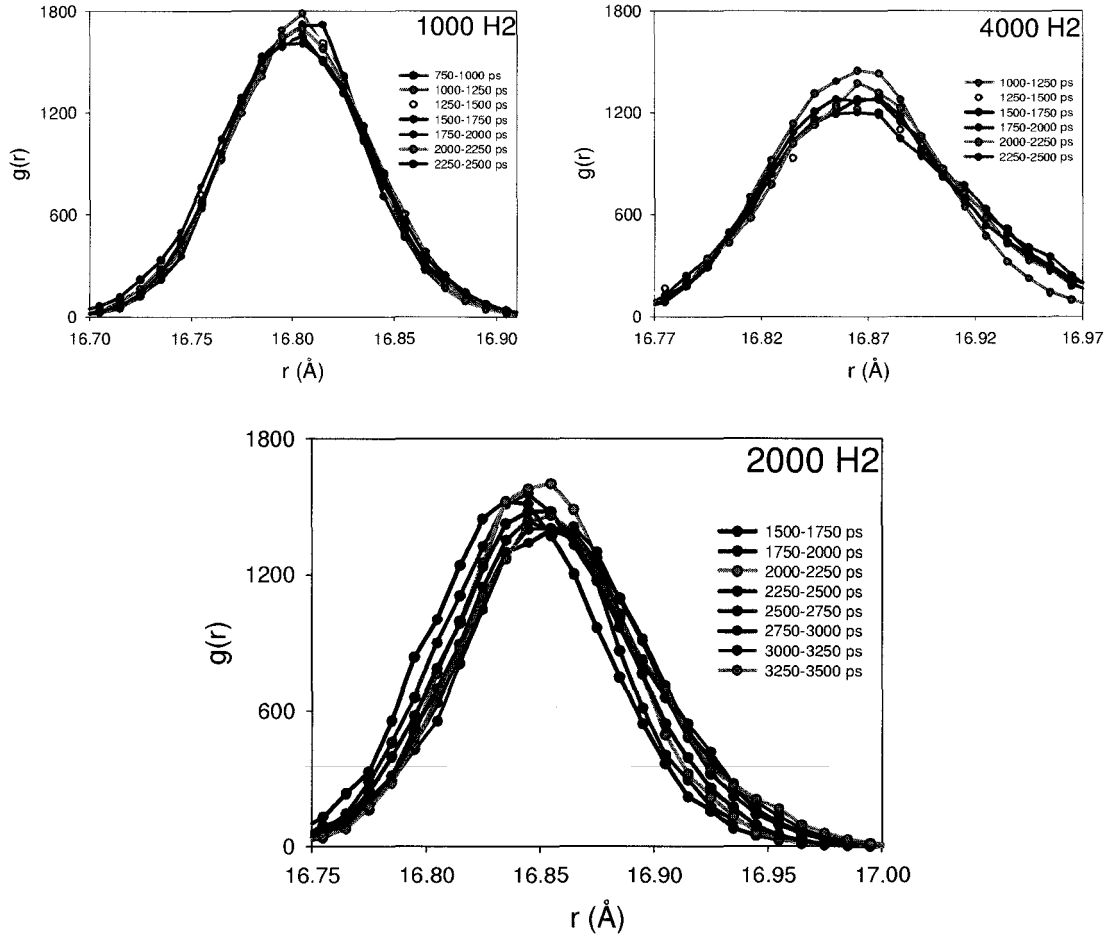 1800
1200
600
0
g(r)
1000 H2
750-1000 ps
1000-1250 ps
1250-1500 ps
1500-1750 ps
1750-2000 ps
2000-2250 ps
2250-2500 ps
16.70 16.75 16.80 16.85 16.90
r (Å)
1800
1200
600
0
g(r)
4000 H2
1000-1250 ps
1250-1500 ps
1500-1750 ps
1750-2000 ps
2000-2250 ps
2250-2500 ps
16.77 16.82 16.87 16.92 16.97
r (Å)
1800
1200
600
0
g(r)
2000 H2
1500-1750 ps
1750-2000 ps
2000-2250 ps
2250-2500 ps
2500-2750 ps
2750-3000 ps
3000-3250 ps
3250-3500 ps
16.75 16.80 16.85 16.90 16.95 17.00
r (Å)